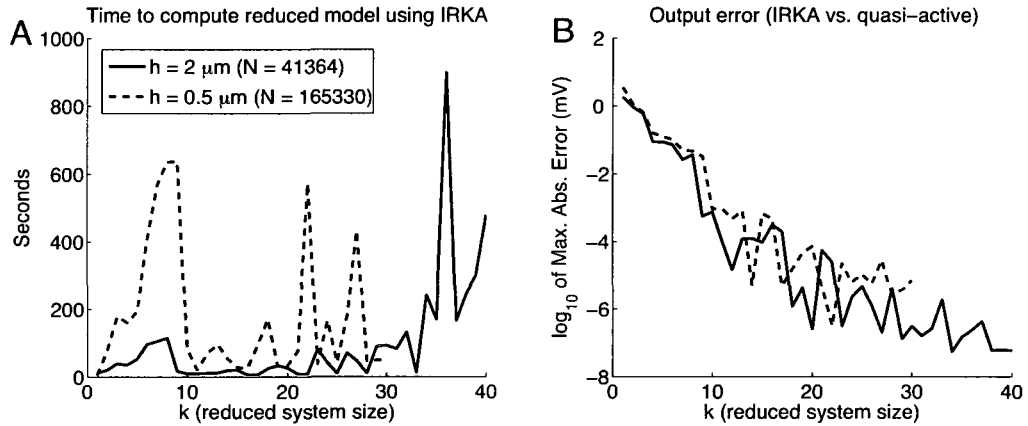 A
Time to compute reduced model using IRKA
1000
800
600
400
200
0
Seconds
h = 2 μm (N = 41364)
h = 0.5 μm (N = 165330)
0
10
20
30
40
k (reduced system size)
B
Output error (IRKA vs. quasi−active)
2
0
−2
−4
−6
−8
log10 of Max. Abs. Error (mV)
0
10
20
30
40
k (reduced system size)